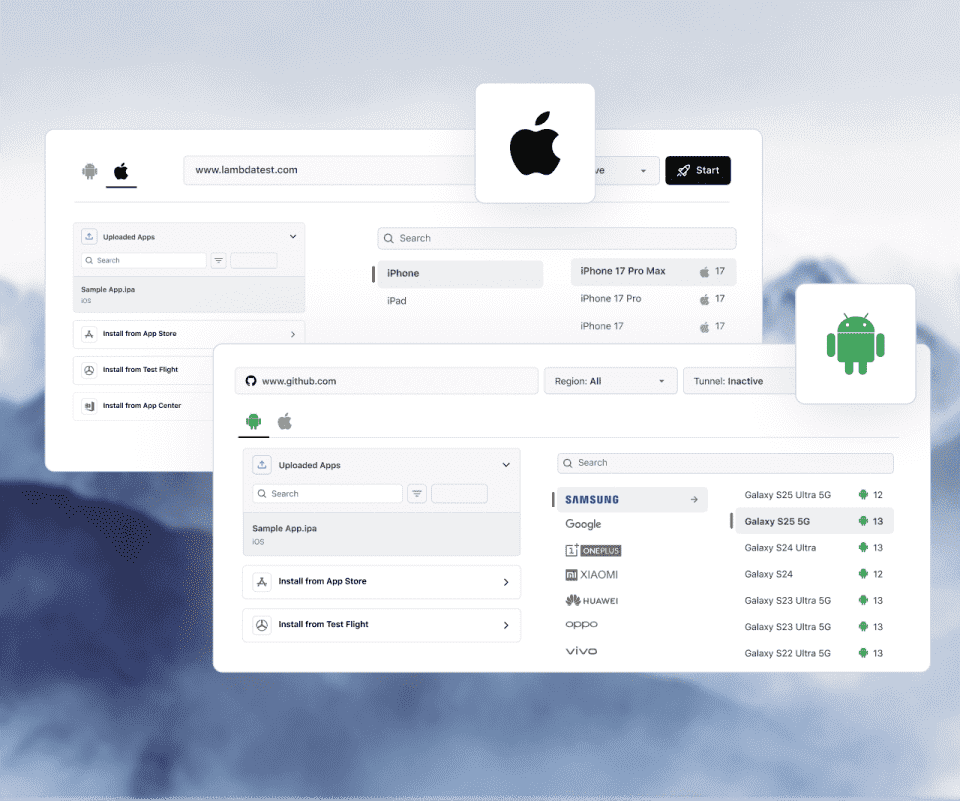 www.lambdatest.com
ve
Start
Uploaded Apps
Search
Sample App.ipa
iOS
Install from App Store
Install from Test Flight
Install from App Center
Search
iPhone
iPad
iPhone 17 Pro Max 17
iPhone 17 Pro 17
iPhone 17 17
www.github.com
Region: All
Tunnel: Inactive
Uploaded Apps
Search
Sample App.ipa
iOS
Install from App Store
Install from Test Flight
Search
SAMSUNG
Google
1+ ONEPLUS
mi XIAOMI
HUAWEI
oppo
vivo
Galaxy S25 Ultra 5G 12
Galaxy S25 5G 13
Galaxy S24 Ultra 13
Galaxy S24 12
Galaxy S23 Ultra 5G 13
Galaxy S23 Ultra 5G 13
Galaxy S22 Ultra 5G 13